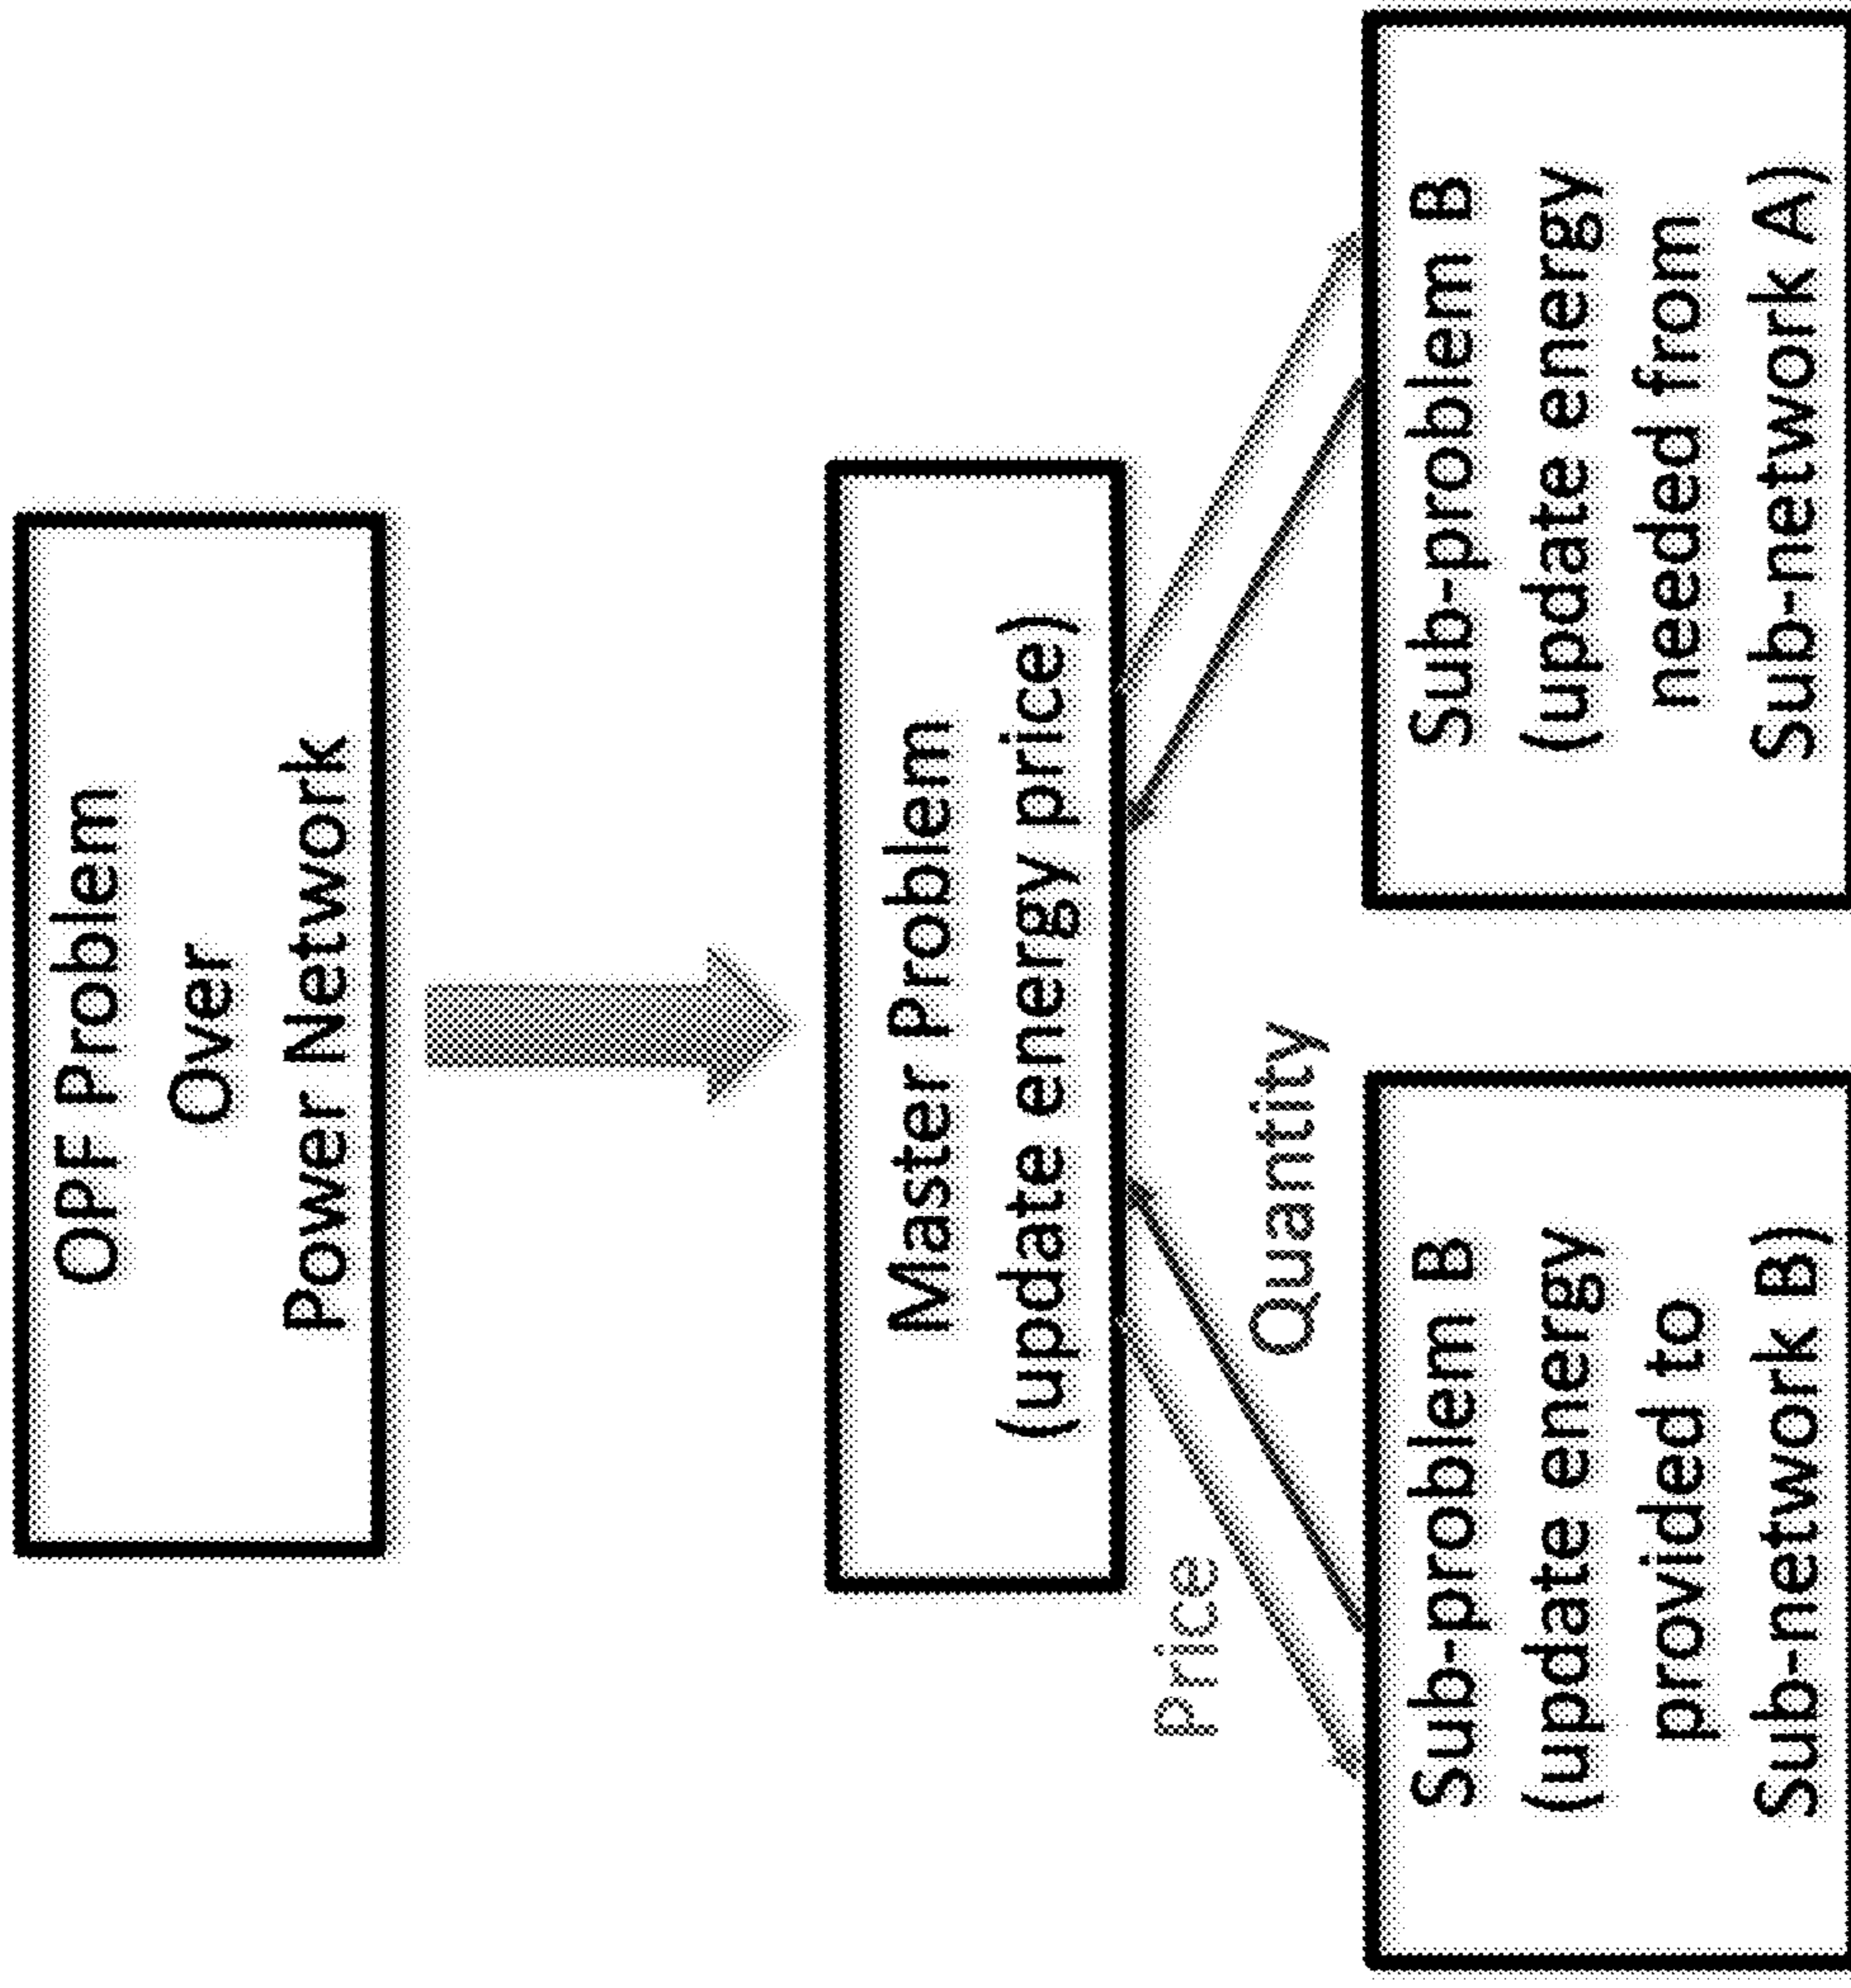 OPF Problem
Over
Power Network
Master Problem
(update energy price)
Price
Quantity
Sub-problem B
(update energy
provided to
Sub-network B)
Sub-problem B
(update energy
needed from
Sub-network A)